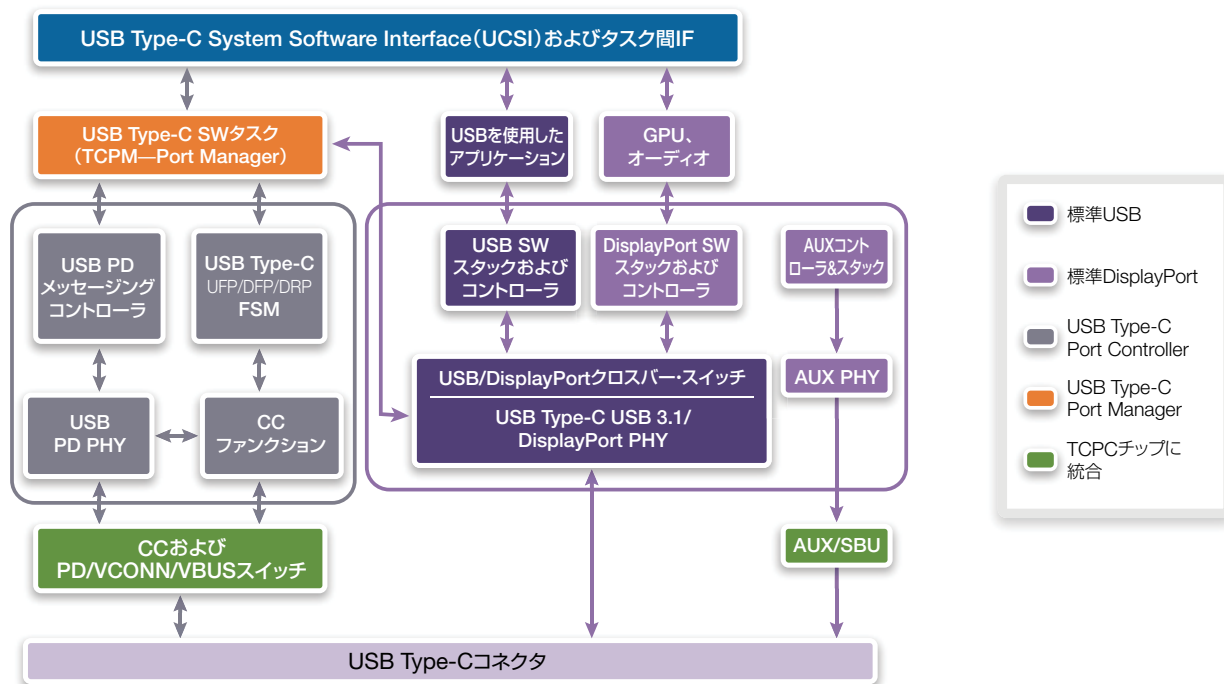 USB Type-C System Software Interface（UCSI）およびタスク間IF
USB Type-C SWタスク
（TCPM—Port Manager）
USBを使用した
アプリケーション
GPU、
オーディオ
USB PD
メッセージング
コントローラ
USB Type-C
UFP/DFP/DRP
FSM
USB SW
スタックおよび
コントローラ
DisplayPort SW
スタックおよび
コントローラ
AUXコント
ローラ&スタック
USB
PD PHY
CC
ファンクション
USB/DisplayPortクロスバー・スイッチ
USB Type-C USB 3.1/
DisplayPort PHY
AUX PHY
CCおよび
PD/VCONN/VBUSスイッチ
AUX/SBU
USB Type-Cコネクタ
標準USB
標準DisplayPort
USB Type-C
Port Controller
USB Type-C
Port Manager
TCPCチップに
統合